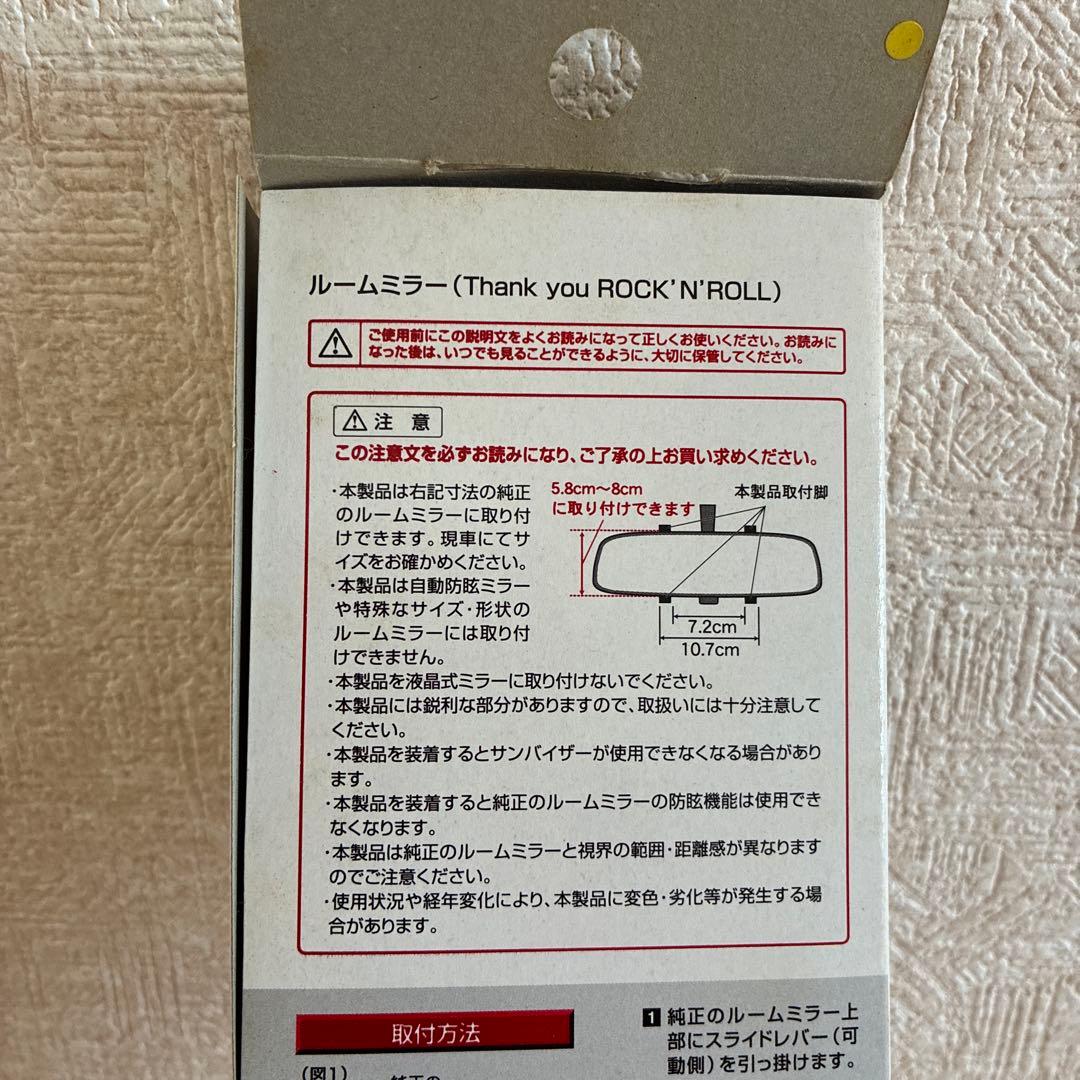 ルームミラー(Thank you ROCK'N'ROLL)
ご使用前にこの説明文をよくお読みになって正しくお使いください。お読みに
なった後は、いつでも見ることができるように、大切に保管してください。
注 意
この注意文を必ずお読みになり、ご了承の上お買い求めください。
・本製品は右記寸法の純正
のルームミラーに取り付
けできます。現車にてサ
イズをお確かめください。
・本製品は自動防眩ミラー
や特殊なサイズ・形状の
ルームミラーには取り付
けできません。
5.8cm〜8cm
に取り付けできます
本製品取付脚
7.2cm
10.7cm
・本製品を液晶式ミラーに取り付けないでください。
・本製品には鋭利な部分がありますので、取扱いには十分注意して
ください。
・本製品を装着するとサンバイザーが使用できなくなる場合があり
ます。
・本製品を装着すると純正のルームミラーの防眩機能は使用でき
なくなります。
・本製品は純正のルームミラーと視界の範囲・距離感が異なります
のでご注意ください。
・使用状況や経年変化により、本製品に変色・劣化等が発生する場
合があります。
取付方法
(図1)
純正の
1 純正のルームミラー上
部にスライドレバー(可
動側)を引っ掛けます。